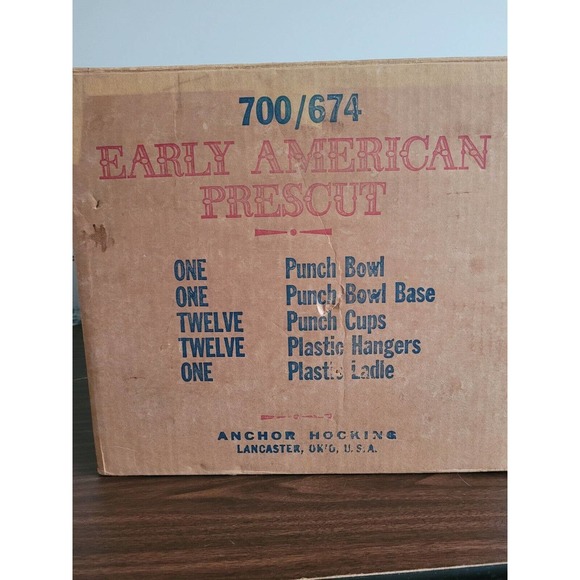 700/674
EARLY AMERICAN
PRESCUT
ONE Punch Bowl
ONE Punch Bowl Base
TWELVE Punch Cups
TWELVE Plastic Hangers
ONE Plastic Ladle
ANCHOR HOCKING
LANCASTER, OHIO, U.S.A.